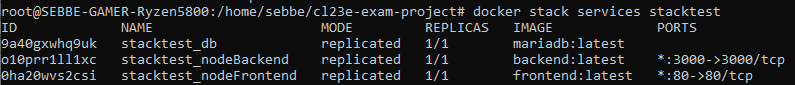 root@SEBBE-GAMER-Ryzen5800:/home/sebbe/cl23e-exam-project# docker stack services stacktest
ID NAME MODE REPLICAS IMAGE PORTS
9a40gxwhq9uk stacktest_db replicated 1/1 mariadb:latest
o10prr1ll1xc stacktest_nodeBackend replicated 1/1 backend:latest *:3000->3000/tcp
0ha20wvs2csi stacktest_nodeFrontend replicated 1/1 frontend:latest *:80->80/tcp